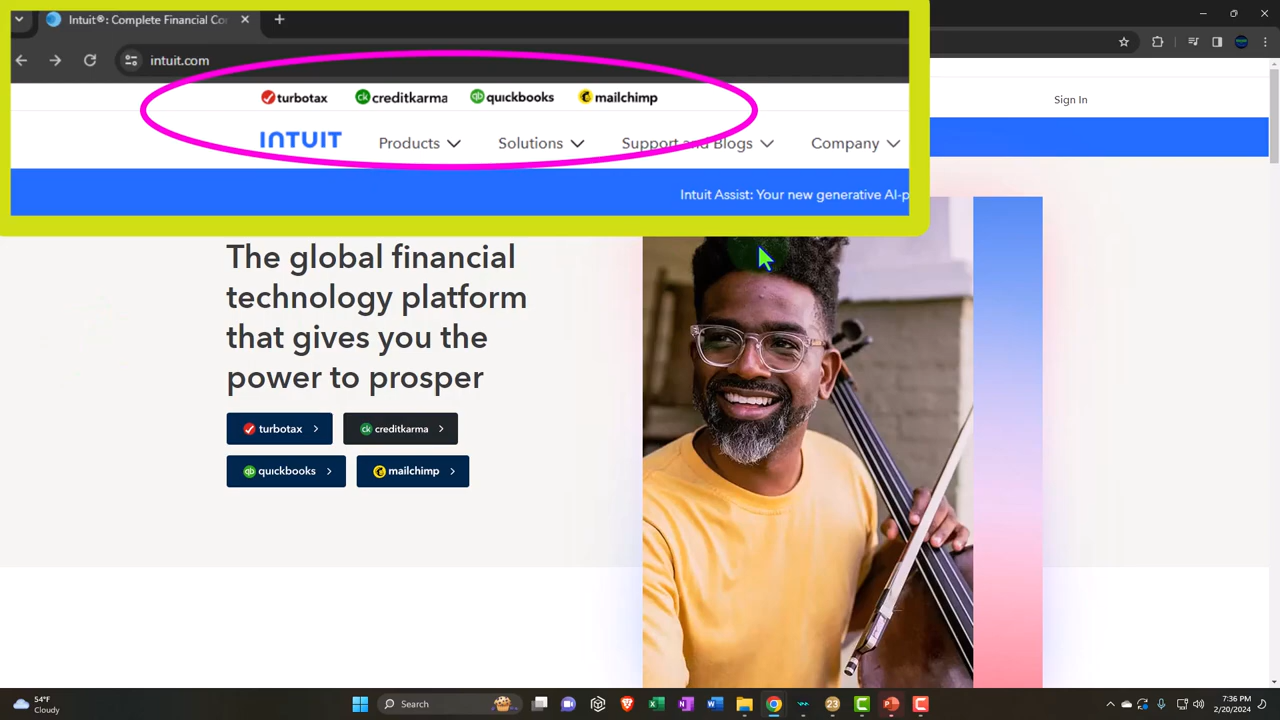 Intuit®: Complete Financial Co
intuit.com
turbotax creditkarma quickbooks mailchimp
INTUIT Products Solutions Support and Blogs Company
Sign In
Intuit Assist: Your new generative AI-p
The global financial
technology platform
that gives you the
power to prosper
turbotax creditkarma
quickbooks mailchimp
54°F
Cloudy
Search
23
7:36 PM
2/20/2024